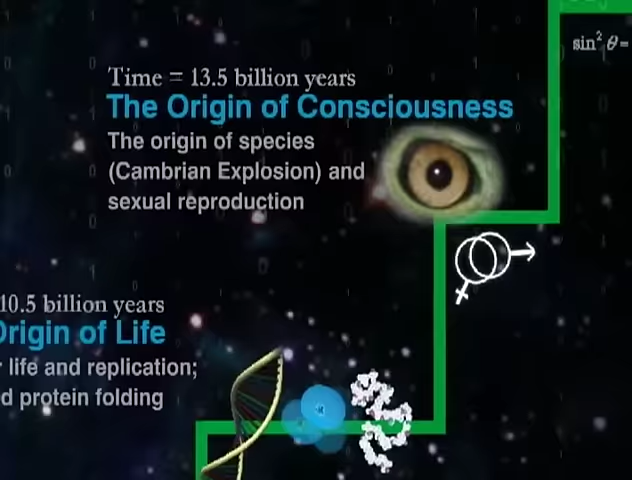 sin² θ=
Time = 13.5 billion years
The Origin of Consciousness
The origin of species
(Cambrian Explosion) and
sexual reproduction
10.5 billion years
Origin of Life
life and replication;
d protein folding